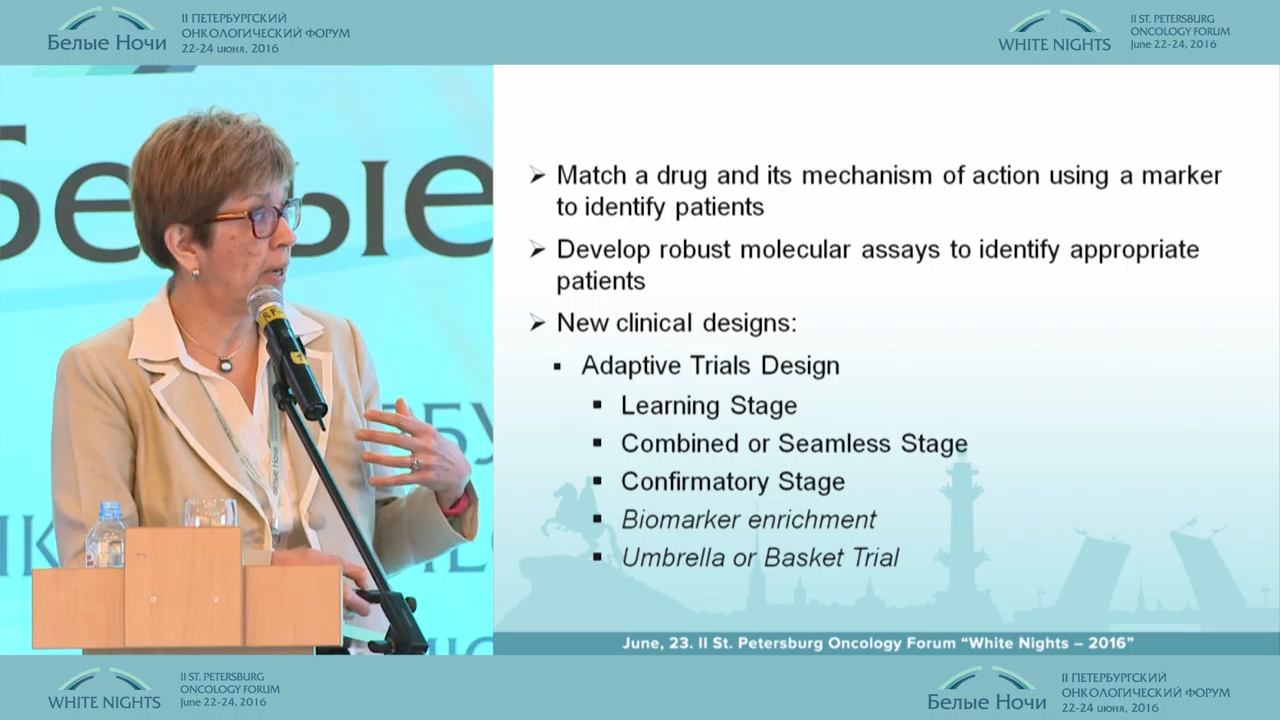 Белые Ночи
II ПЕТЕРБУРГСКИЙ
ОНКОЛОГИЧЕСКИЙ ФОРУМ
22-24 июня, 2016
WHITE NIGHTS
II ST. PETERSBURG
ONCOLOGY FORUM
June 22-24, 2016
белые
Match a drug and its mechanism of action using a marker
to identify patients
Develop robust molecular assays to identify appropriate
patients
New clinical designs:
Adaptive Trials Design
Learning Stage
Combined or Seamless Stage
Confirmatory Stage
Biomarker enrichment
Umbrella or Basket Trial
June, 23. II St. Petersburg Oncology Forum “White Nights – 2016”
WHITE NIGHTS
II ST. PETERSBURG
ONCOLOGY FORUM
June 22-24, 2016
Белые Ночи
II ПЕТЕРБУРГСКИЙ
ОНКОЛОГИЧЕСКИЙ ФОРУМ
22-24 июня, 2016